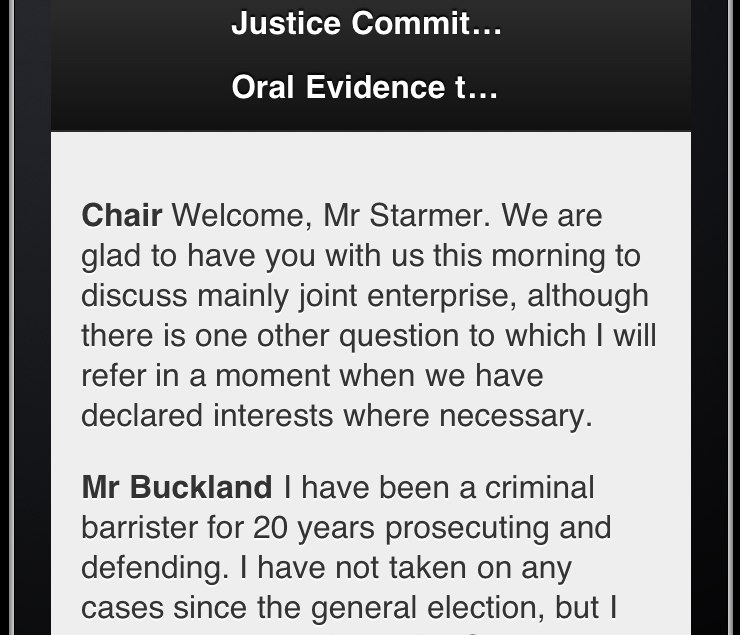 Justice Commit...
Oral Evidence t...
Chair Welcome, Mr Starmer. We are
glad to have you with us this morning to
discuss mainly joint enterprise, although
there is one other question to which I will
refer in a moment when we have
declared interests where necessary.
Mr Buckland I have been a criminal
barrister for 20 years prosecuting and
defending. I have not taken on any
cases since the general election, but I